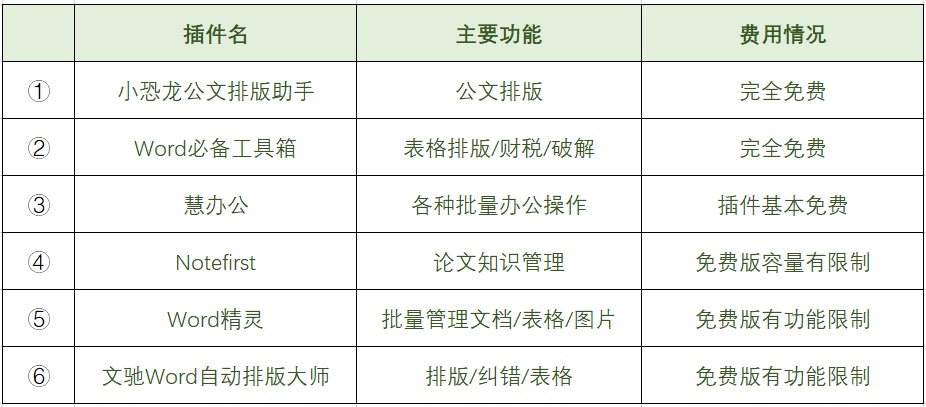 插件名 主要功能 费用情况
① 小恐龙公文排版助手 公文排版 完全免费
② Word必备工具箱 表格排版/财税/破解 完全免费
③ 慧办公 各种批量办公操作 插件基本免费
④ Notefirst 论文知识管理 免费版容量有限制
⑤ Word精灵 批量管理文档/表格/图片 免费版有功能限制
⑥ 文驰Word自动排版大师 排版/纠错/表格 免费版有功能限制